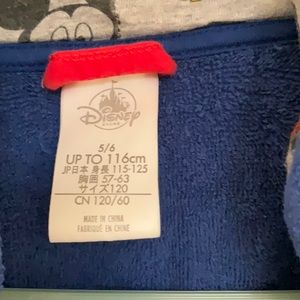 Disney
STORE
5/6
UP TO 116cm
JP日本 身長 115-125
胸囲 57-63
サイズ120
CN 120/60
MADE IN CHINA
FABRIQUÉ EN CHINE